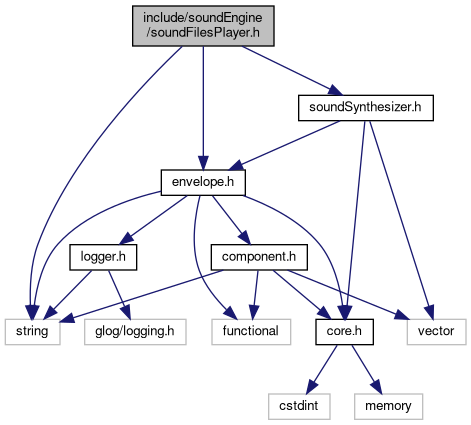 include/soundEngine
/soundFilesPlayer.h
soundSynthesizer.h
envelope.h
logger.h
component.h
string
glog/logging.h
functional
core.h
vector
cstdint
memory